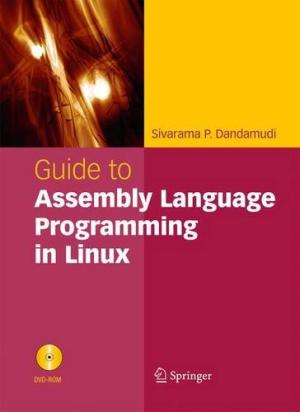 Sivarama P. Dandamudi
Guide to
Assembly Language
Programming
in Linux
DVD-ROM
Springer